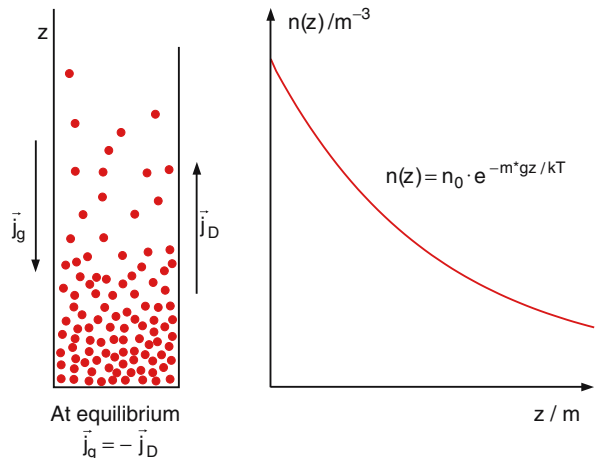 z
j⃗g
j⃗D
At equilibrium
j⃗g = – j⃗D
n(z) /m⁻³
n(z) = n₀ · e^–m*gz/kT
z / m